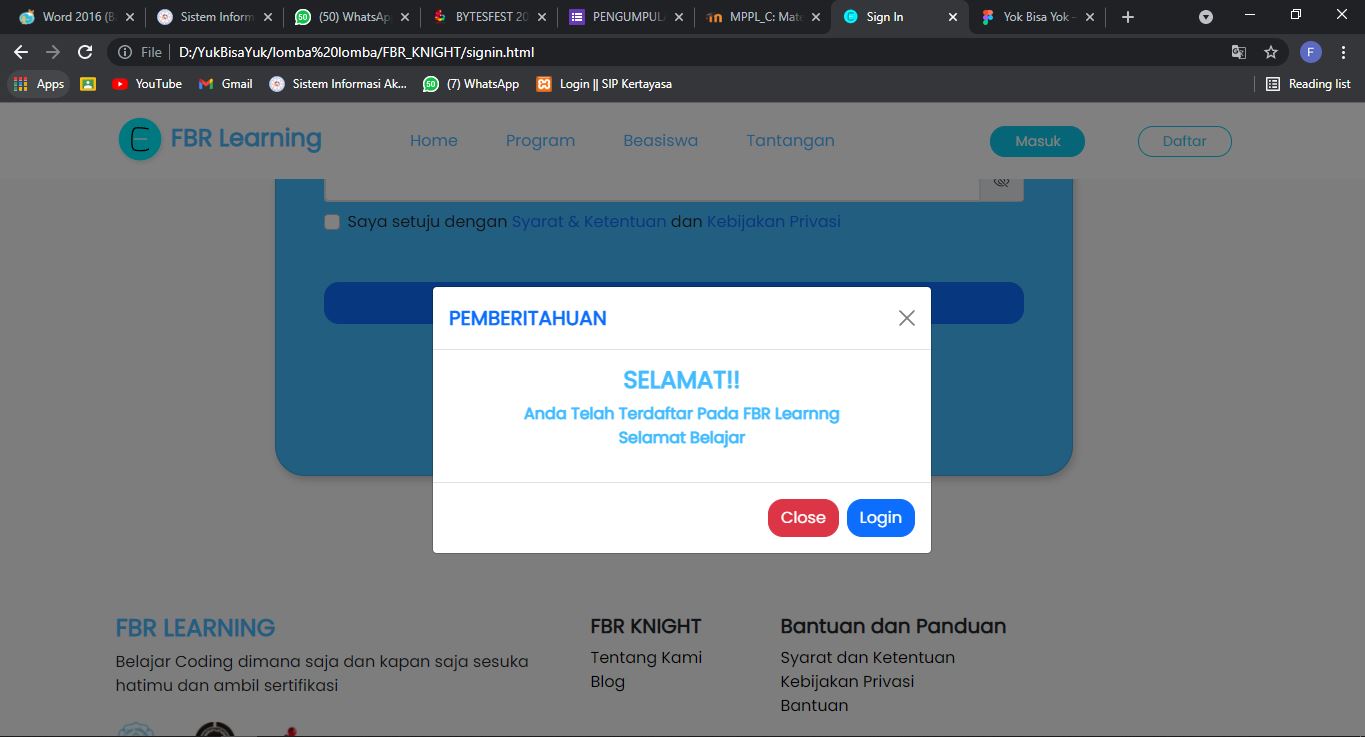 Word 2016 (B
Sistem Inform
(50) WhatsAp
BYTESFEST 20
PENGUMPUL
MPPL_C: Mate
Sign In
Yok Bisa Yok -
File
D:/YukBisaYuk/lomba%20lomba/FBR_KNIGHT/signin.html
F
Apps
YouTube
Gmail
Sistem Informasi Ak...
50
(7) WhatsApp
Login || SIP Kertayasa
Reading list
FBR Learning
Home
Program
Beasiswa
Tantangan
Masuk
Daftar
Saya setuju dengan Syarat & Ketentuan dan Kebijakan Privasi
PEMBERITAHUAN
SELAMAT!!
Anda Telah Terdaftar Pada FBR Learnng
Selamat Belajar
Close
Login
FBR LEARNING
Belajar Coding dimana saja dan kapan saja sesuka
hatimu dan ambil sertifikasi
FBR KNIGHT
Tentang Kami
Blog
Bantuan dan Panduan
Syarat dan Ketentuan
Kebijakan Privasi
Bantuan